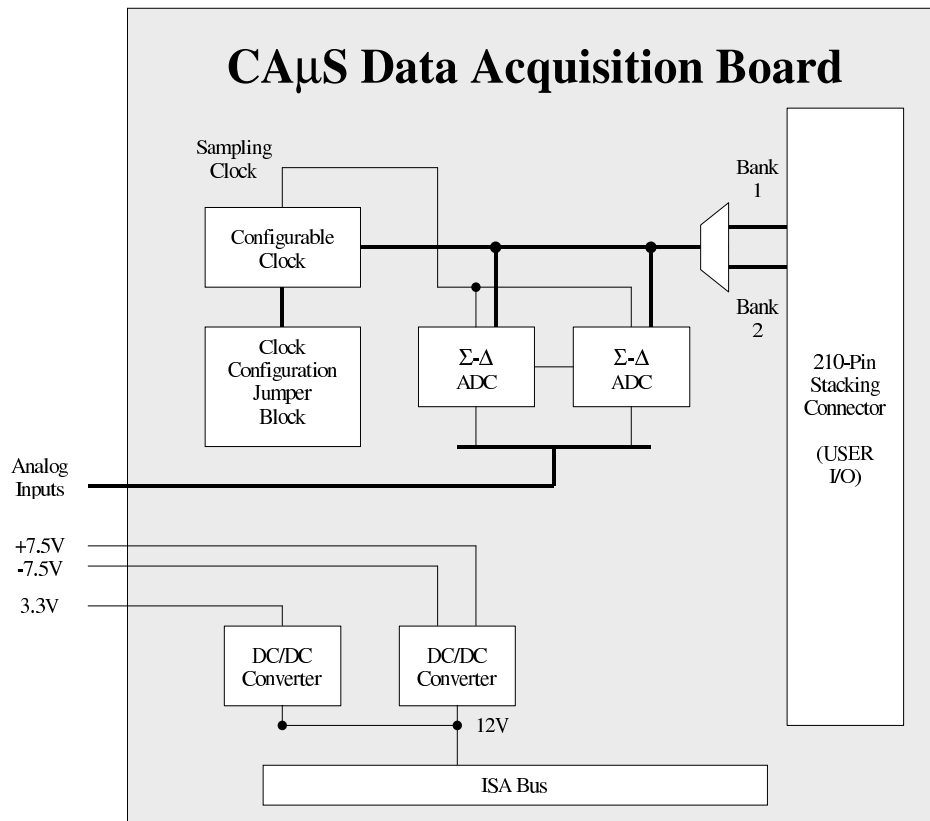 CAμS Data Acquisition Board
Sampling
Clock
Bank
1
Configurable
Clock
Bank
2
Clock
Configuration
Jumper
Block
Σ-Δ
ADC
Σ-Δ
ADC
210-Pin
Stacking
Connector
(USER
I/O)
Analog
Inputs
+7.5V
-7.5V
3.3V
DC/DC
Converter
DC/DC
Converter
12V
ISA Bus